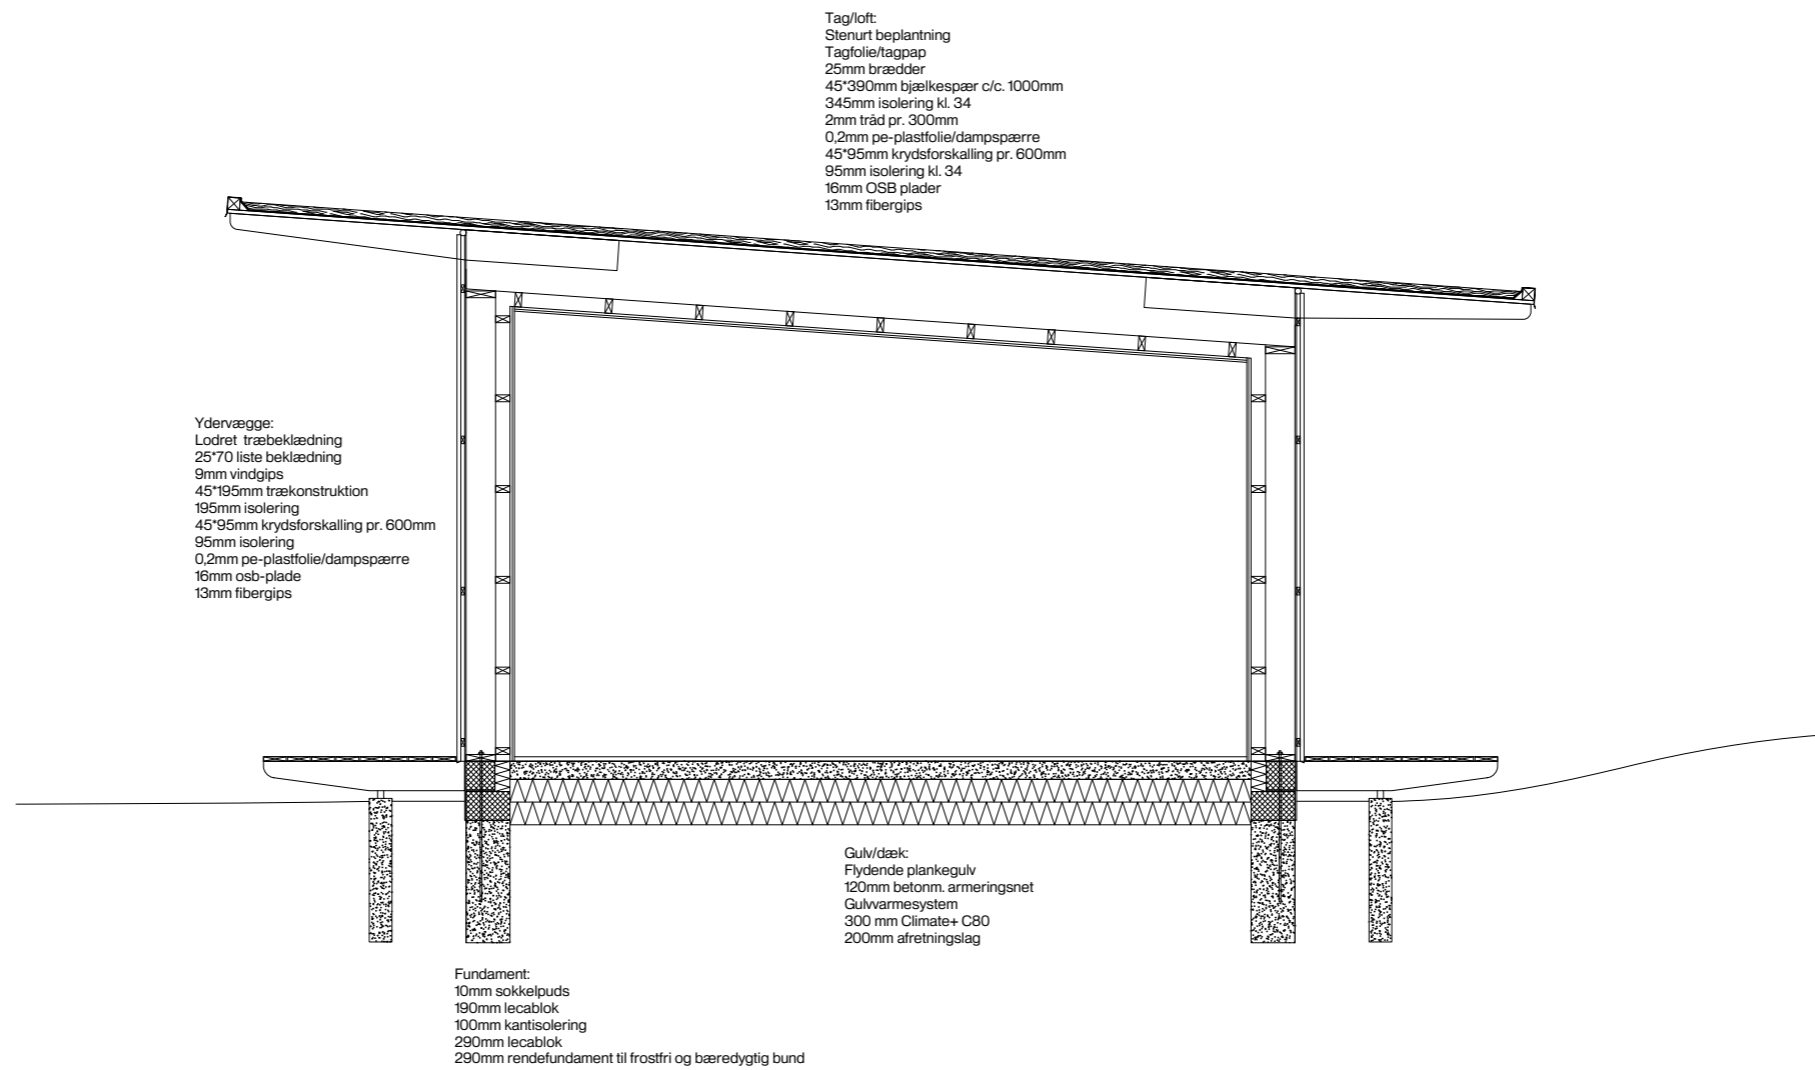 Tag/loft:
Stenurt beplantning
Tagfolie/tagpap
25mm brædder
45*390mm bjælkespær c/c. 1000mm
345mm isolering kl. 34
2mm tråd pr. 300mm
0,2mm pe-plastfolie/dampspærre
45*95mm krydsforskalling pr. 600mm
95mm isolering kl. 34
16mm OSB plader
13mm fibergips
Ydervægge:
Lodret træbeklædning
25*70 liste beklædning
9mm vindgips
45*195mm trækonstruktion
195mm isolering
45*95mm krydsforskalling pr. 600mm
95mm isolering
0,2mm pe-plastfolie/dampspærre
16mm osb-plade
13mm fibergips
Gulv/dæk:
Flydende plankegulv
120mm betonm. armeringsnet
Gulvvarmesystem
300 mm Climate+ C80
200mm afretningslag
Fundament:
10mm sokkelpuds
190mm lecablok
100mm kantisolering
290mm lecablok
290mm rendefundament til frostfri og bæredygtig bund